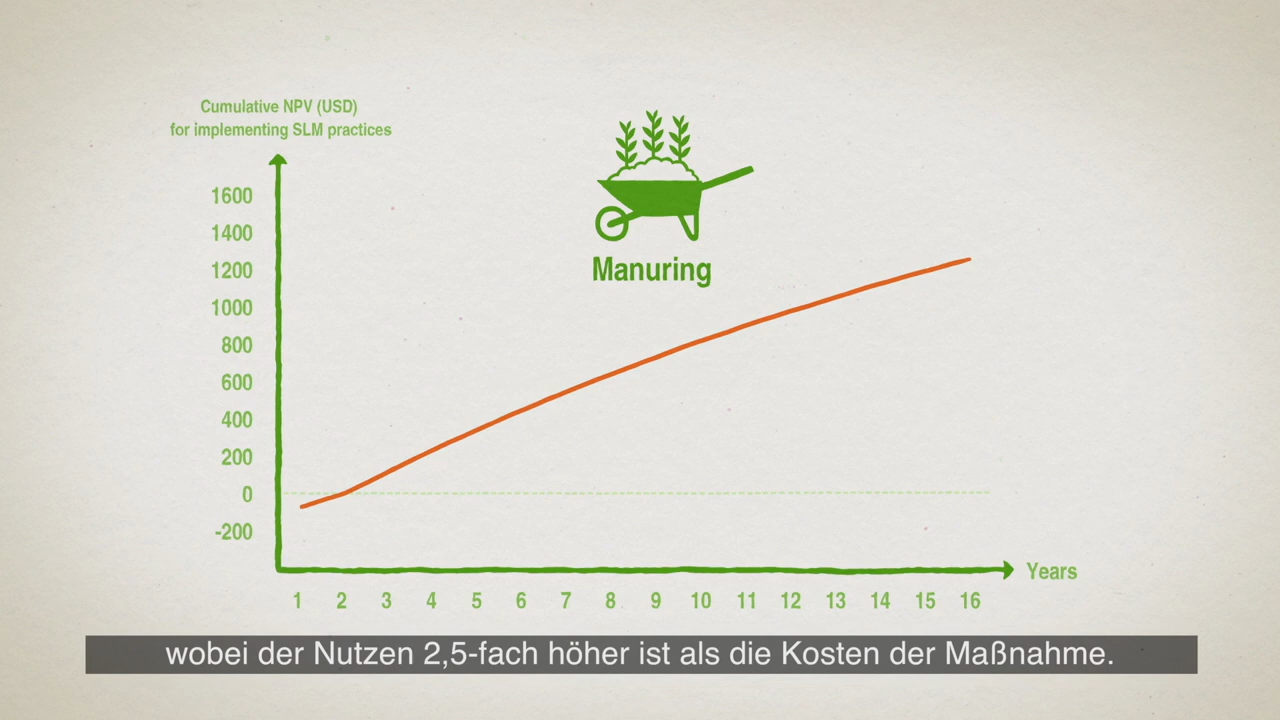 Cumulative NPV (USD)
for implementing SLM practices
1600
1400
1200
1000
800
600
400
200
0
-200
Manuring
Years
1 2 3 4 5 6 7 8 9 10 11 12 13 14 15 16
wobei der Nutzen 2,5-fach höher ist als die Kosten der Maßnahme.